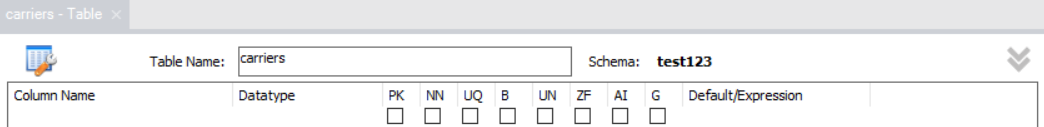 carriers - Table ×
Table Name: carriers Schema: test123
Column Name Datatype PK NN UQ B UN ZF AI G Default/Expression